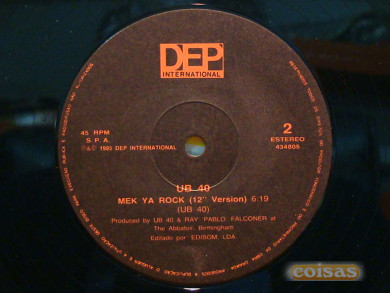 DEP
INTERNATIONAL
45 RPM
S. P. A.
℗ & © 1983 DEP INTERNATIONAL
2
ESTEREO
434805
UB 40
MEK YA ROCK (12" Version) 6:19
(UB 40)
Produced by UB 40 & RAY PABLO FALCONER at
The Abbatoir, Birmingham
Editado por EDISOM, LDA.
coisas